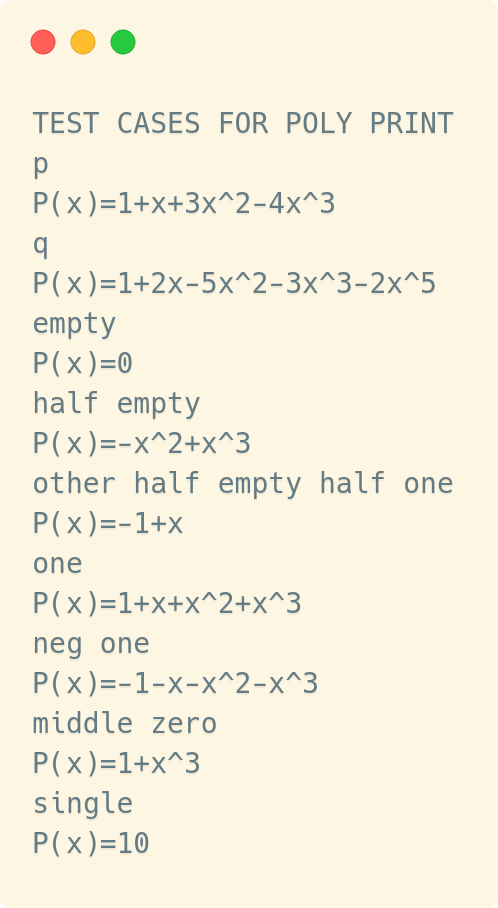 TEST CASES FOR POLY PRINT
p
P(x)=1+x+3x^2-4x^3
q
P(x)=1+2x-5x^2-3x^3-2x^5
empty
P(x)=0
half empty
P(x)=-x^2+x^3
other half empty half one
P(x)=-1+x
one
P(x)=1+x+x^2+x^3
neg one
P(x)=-1-x-x^2-x^3
middle zero
P(x)=1+x^3
single
P(x)=10